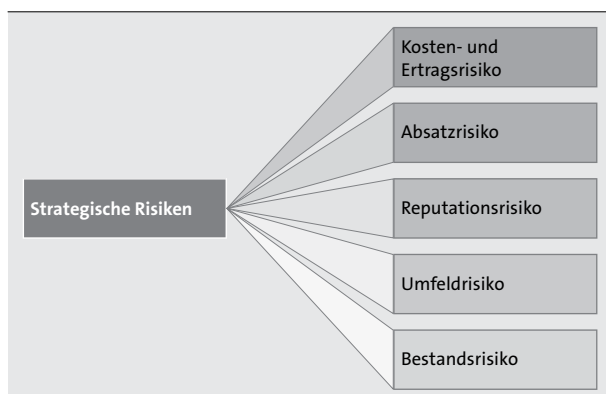 Kosten- und
Ertragsrisiko
Absatzrisiko
Strategische Risiken
Reputationsrisiko
Umfeldrisiko
Bestandsrisiko